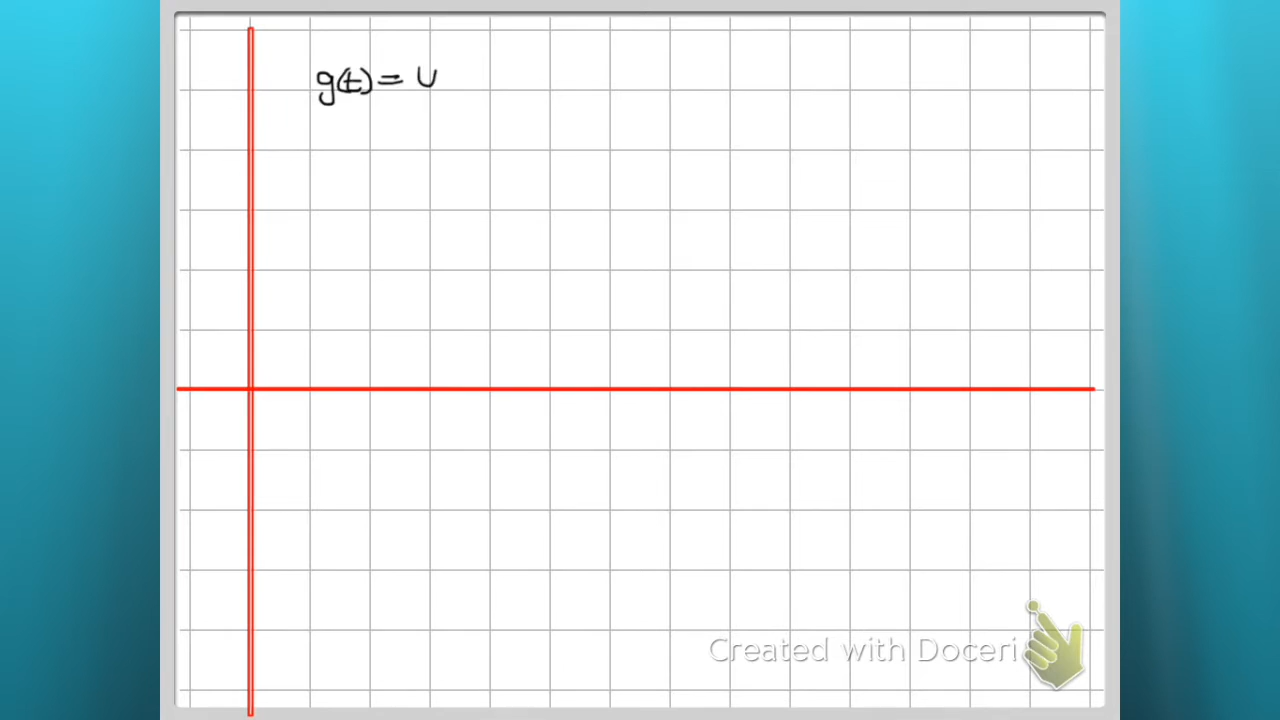 g(t) = U
Created with Doceri